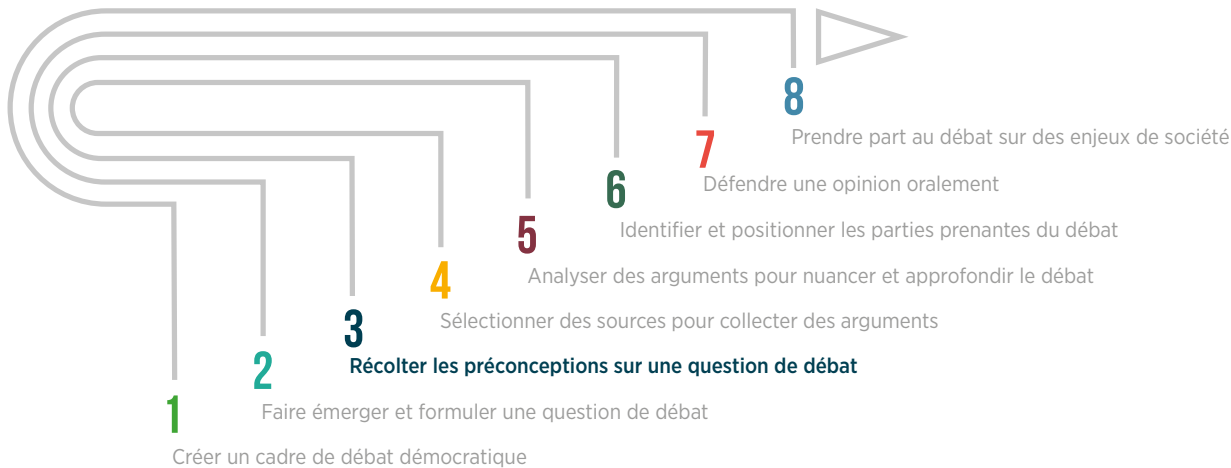 8
Prendre part au débat sur des enjeux de société
7
Défendre une opinion oralement
6
Identifier et positionner les parties prenantes du débat
5
Analyser des arguments pour nuancer et approfondir le débat
4
Sélectionner des sources pour collecter des arguments
3
Récolter les préconceptions sur une question de débat
2
Faire émerger et formuler une question de débat
1
Créer un cadre de débat démocratique